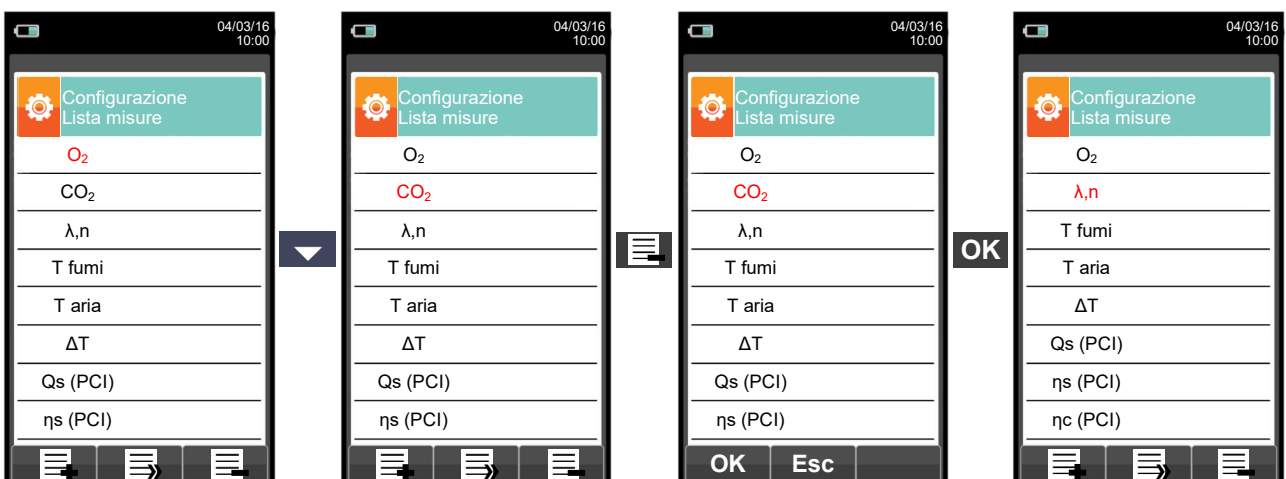 04/03/16
10:00
Configurazione
Lista misure
O₂
CO₂
λ,n
T fumi
T aria
ΔT
Qs (PCI)
ηs (PCI)
04/03/16
10:00
Configurazione
Lista misure
O₂
CO₂
λ,n
T fumi
T aria
ΔT
Qs (PCI)
ηs (PCI)
04/03/16
10:00
Configurazione
Lista misure
O₂
CO₂
λ,n
T fumi
T aria
ΔT
Qs (PCI)
ηs (PCI)
OK Esc
OK
04/03/16
10:00
Configurazione
Lista misure
O₂
λ,n
T fumi
T aria
ΔT
Qs (PCI)
ηs (PCI)
ηc (PCI)